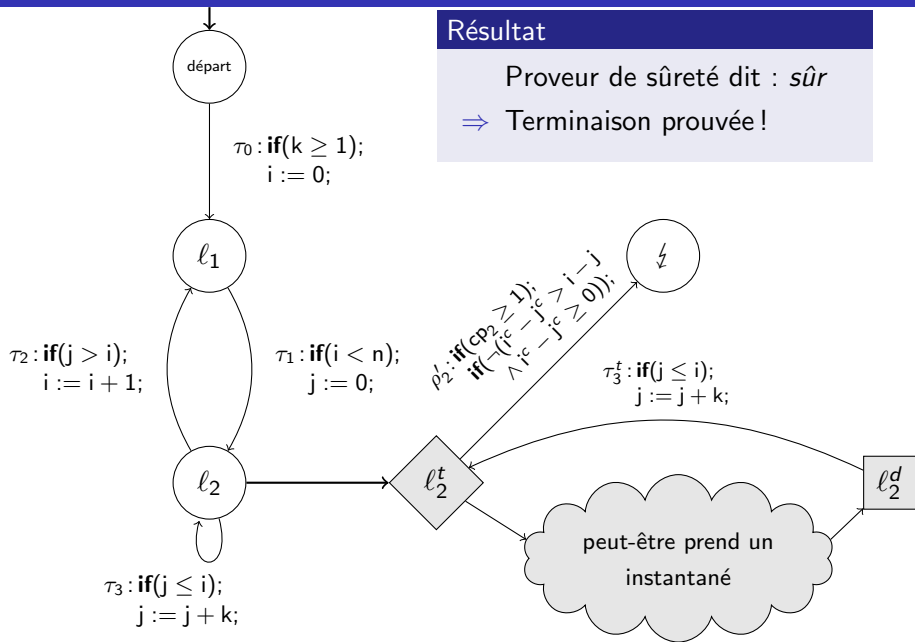 Résultat
Proveur de sûreté dit : sûr
⇒ Terminaison prouvée !
départ
τ₀ : if(k ≥ 1);
i := 0;
ℓ₁
↯
τ₂ : if(j > i);
i := i + 1;
τ₁ : if(i < n);
j := 0;
ρ′₂ : if(cp₂ ≥ 1);
if(¬(iᶜ − jᶜ > i − j
∧ iᶜ − jᶜ ≥ 0));
τ₃ᵗ : if(j ≤ i);
j := j + k;
ℓ₂
ℓ₂ᵗ
ℓ₂ᵈ
peut-être prend un
instantané
τ₃ : if(j ≤ i);
j := j + k;